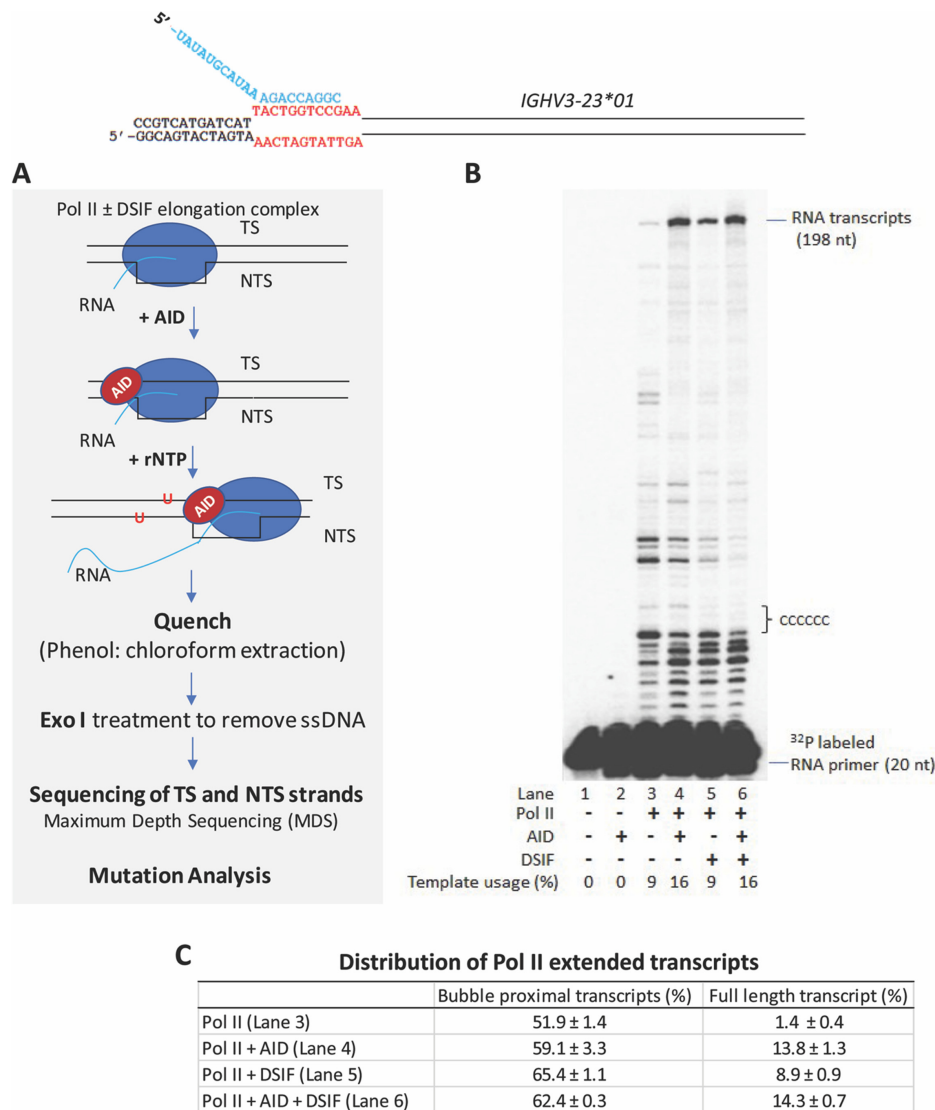 5’
–UAUAUGCAUAA
AGACCAGGC
TACTGGTCCGAA
IGHV3-23*01
CCGTCATGATCAT
5’–GGCAGTACTAGTA
AACTAGTATTGA
A
B
Pol II ± DSIF elongation complex
TS
NTS
RNA
+ AID
TS
AID
NTS
RNA
+ rNTP
TS
U
AID
U
NTS
RNA
Quench
(Phenol: chloroform extraction)
Exo I treatment to remove ssDNA
Sequencing of TS and NTS strands
Maximum Depth Sequencing (MDS)
Mutation Analysis
RNA transcripts
(198 nt)
CCCCCC
32P labeled
RNA primer (20 nt)
Lane 1 2 3 4 5 6
Pol II - - + + + +
AID - + - + - +
DSIF - - - - + +
Template usage (%) 0 0 9 16 9 16
C
Distribution of Pol II extended transcripts
Bubble proximal transcripts (%) Full length transcript (%)
Pol II (Lane 3) 51.9 ± 1.4 1.4 ± 0.4
Pol II + AID (Lane 4) 59.1 ± 3.3 13.8 ± 1.3
Pol II + DSIF (Lane 5) 65.4 ± 1.1 8.9 ± 0.9
Pol II + AID + DSIF (Lane 6) 62.4 ± 0.3 14.3 ± 0.7